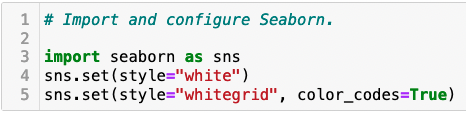 1 # Import and configure Seaborn.
2
3 import seaborn as sns
4 sns.set(style="white")
5 sns.set(style="whitegrid", color_codes=True)